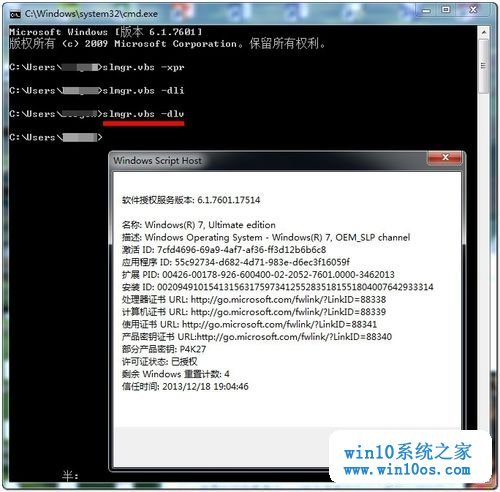 C:\Windows\system32\cmd.exe
Microsoft Windows [版本 6.1.7601]
版权所有 (c) 2009 Microsoft Corporation。保留所有权利。
C:\Users\ >slmgr.vbs -xpr
C:\Users\ >slmgr.vbs -dli
C:\Users\ >slmgr.vbs -dlv
C:\Users\ >
Windows Script Host
软件授权服务版本: 6.1.7601.17514
名称: Windows(R) 7, Ultimate edition
描述: Windows Operating System - Windows(R) 7, OEM_SLP channel
激活 ID: 7cfd4696-69a9-4af7-af36-ff3d12b6b6c8
应用程序 ID: 55c92734-d682-4d71-983e-d6ec3f16059f
扩展 PID: 00426-00178-926-600400-02-2052-7601.0000-3462013
安装 ID: 002094910154131563175973412552835181551804007642933314
处理器证书 URL: http://go.microsoft.com/fwlink/?LinkID=88338
计算机证书 URL: http://go.microsoft.com/fwlink/?LinkID=88339
使用证书 URL: http://go.microsoft.com/fwlink/?LinkID=88341
产品密钥证书 URL:http://go.microsoft.com/fwlink/?LinkID=88340
部分产品密钥: P4K27
许可证状态: 已授权
剩余 Windows 重置计数: 4
信任时间: 2013/12/18 19:04:46
半:
win10系统之家
www.win10os.com